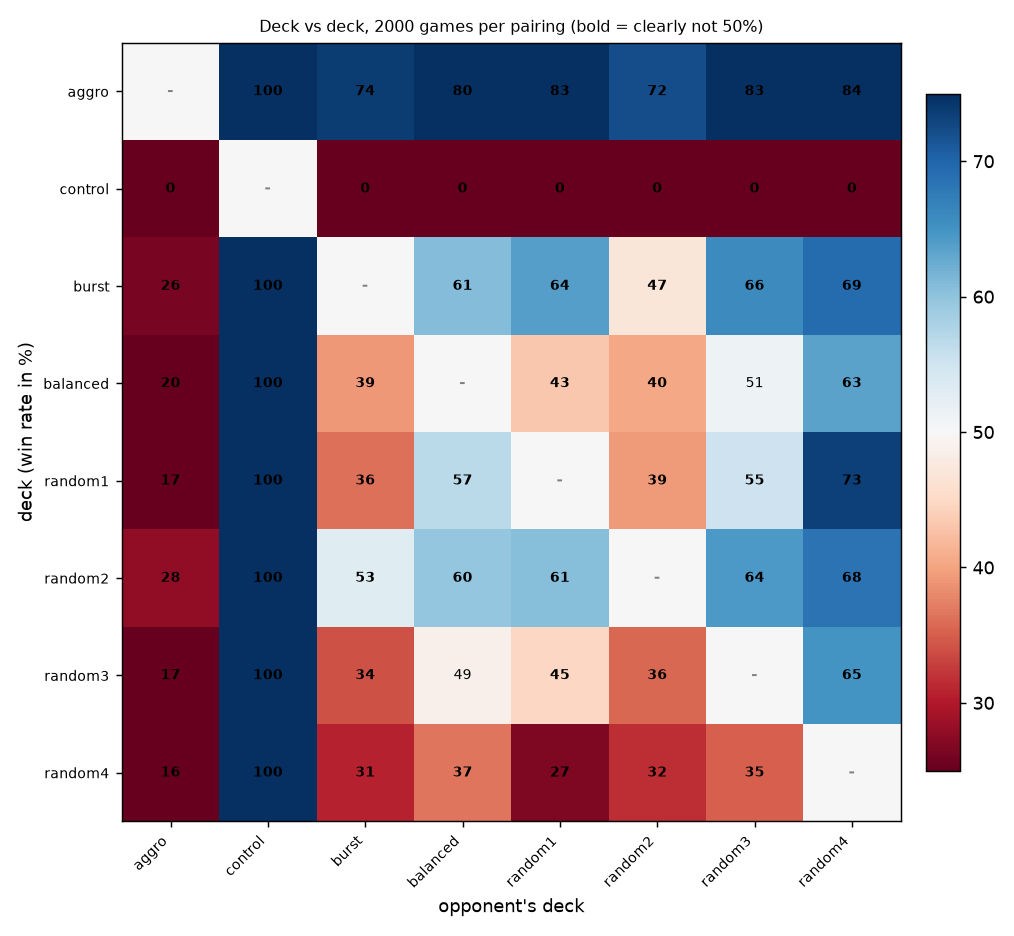 Deck vs deck, 2000 games per pairing (bold = clearly not 50%)
aggro - 100 74 80 83 72 83 84
control 0 - 0 0 0 0 0 0
burst 26 100 - 61 64 47 66 69
balanced 20 100 39 - 43 40 51 63
random1 17 100 36 57 - 39 55 73
random2 28 100 53 60 61 - 64 68
random3 17 100 34 49 45 36 - 65
random4 16 100 31 37 27 32 35 -
aggro control burst balanced random1 random2 random3 random4
opponent's deck
deck (win rate in %)
70
60
50
40
30